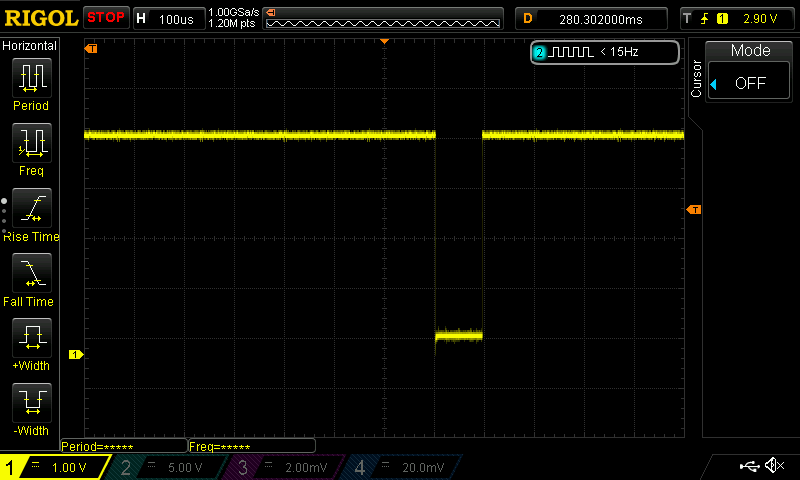 RIGOL STOP H 100us 1.00GSa/s D 280.302000ms T 1 2.90 V
1.20M pts
Horizontal
T
2 < 15Hz
Mode
OFF
Cursor
Period
Freq
Rise Time
T
Fall Time
+Width
1
-Width
Period=***** Freq=*****
1 1.00 V 2 5.00 V 3 2.00mV 4 20.0mV